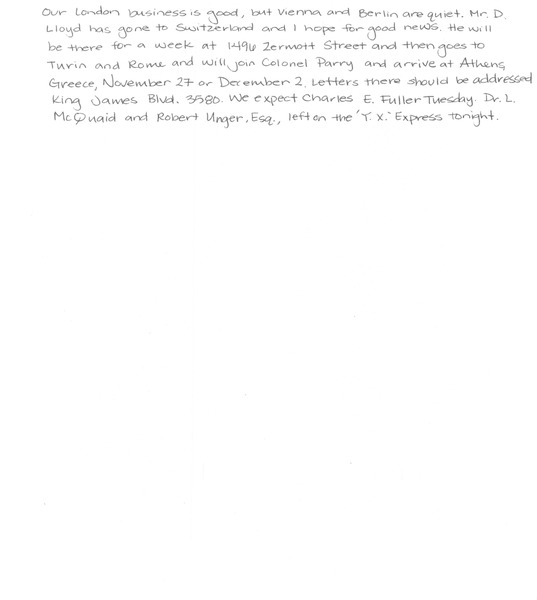 Our London business is good, but Vienna and Berlin are quiet. Mr. D.
Lloyd has gone to Switzerland and I hope for good news. He will
be there for a week at 1496 Zermott Street and then goes to
Turin and Rome and will join Colonel Parry and arrive at Athens,
Greece, November 27 or December 2. Letters there should be addressed
King James Blvd. 3580. We expect Charles E. Fuller Tuesday. Dr. L.
McQuaid and Robert Unger, Esq., left on the 'Y. X.' Express tonight.